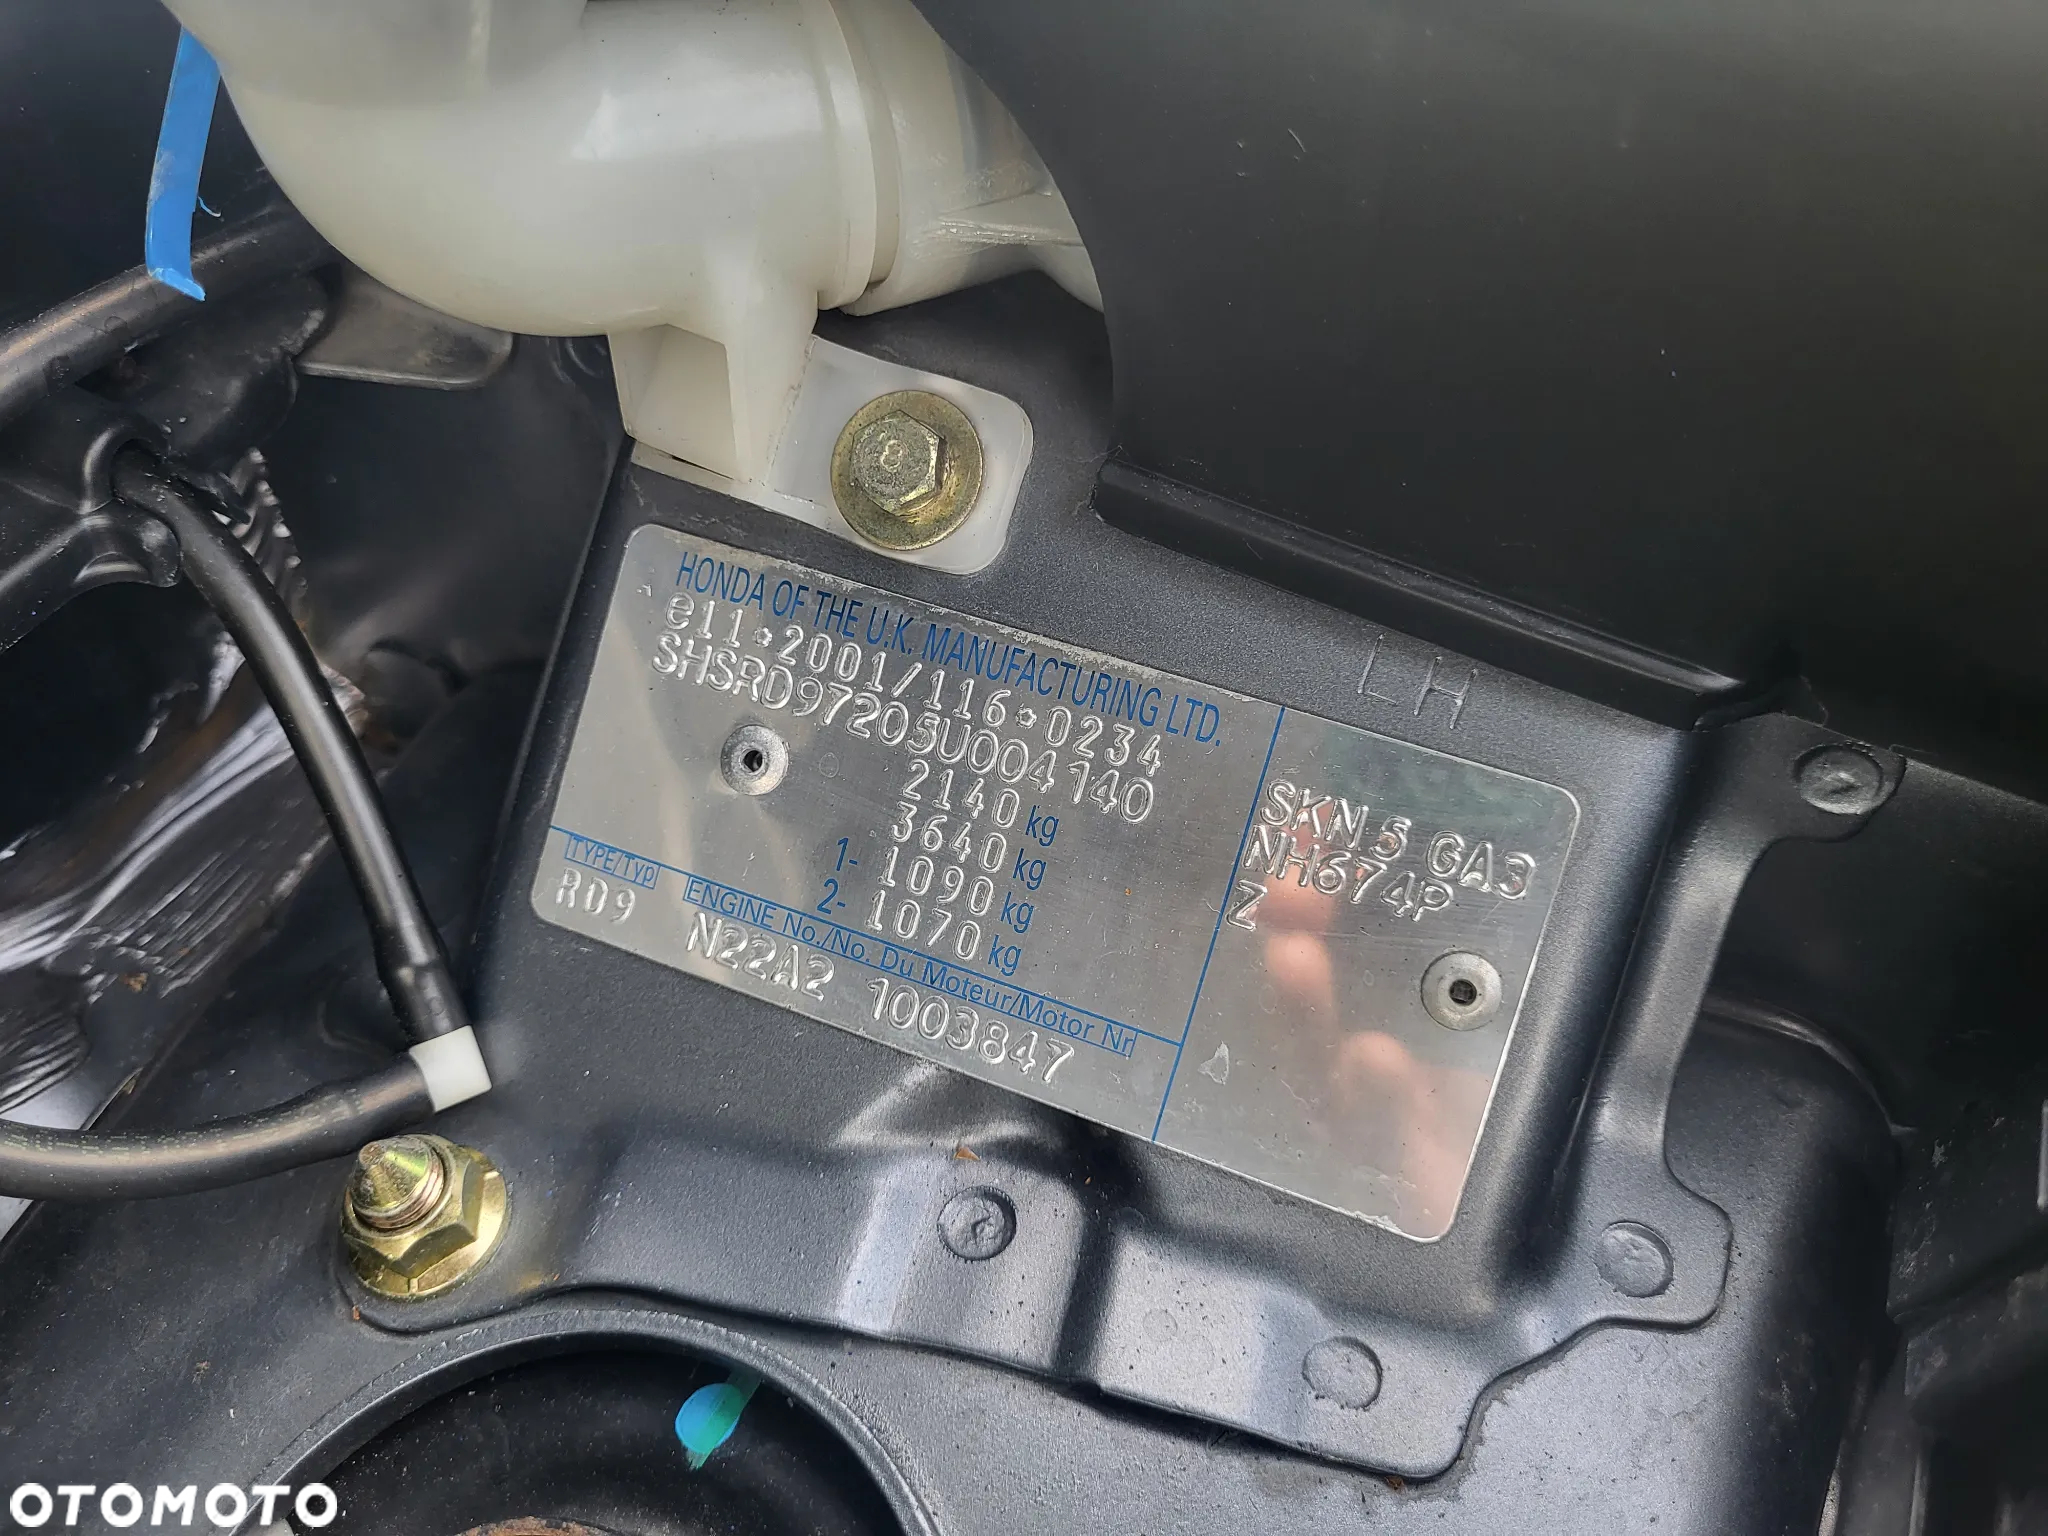 8
HONDA OF THE U.K. MANUFACTURING LTD.
e11*2001/116*0234
SHSRD97205U004140
2140 kg
3640 kg
1- 1090 kg
2- 1070 kg
TYPE/TYP
RD9
ENGINE No./No. Du Moteur/Motor Nr
N22A2 1003847
LH
SKN 5 GA3
NH674P
Z
OTOMOTO